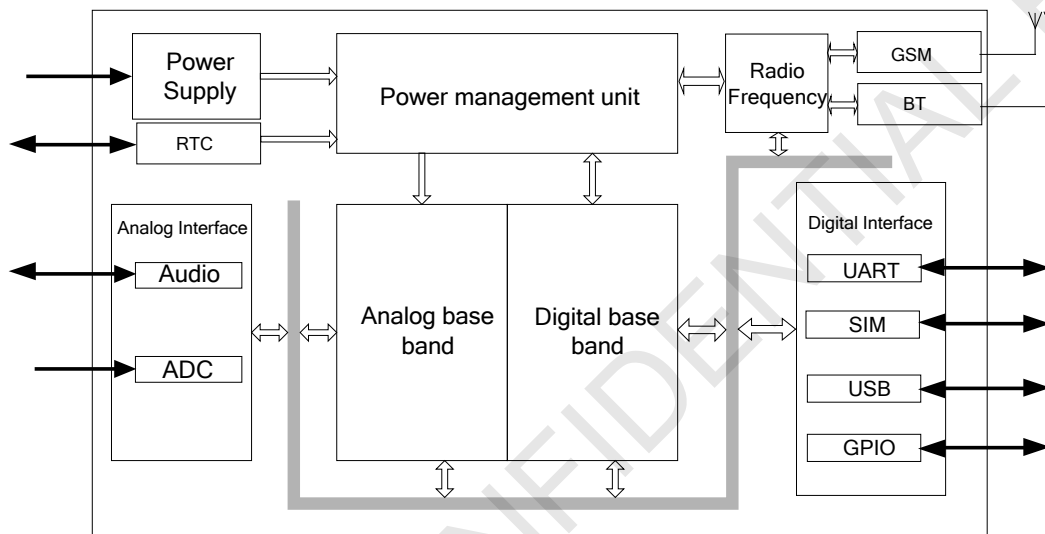 Power
Supply
RTC
Power management unit
Radio
Frequency
GSM
BT
Analog Interface
Audio
ADC
Analog base
band
Digital base
band
Digital Interface
UART
SIM
USB
GPIO
NFIDENTIAL